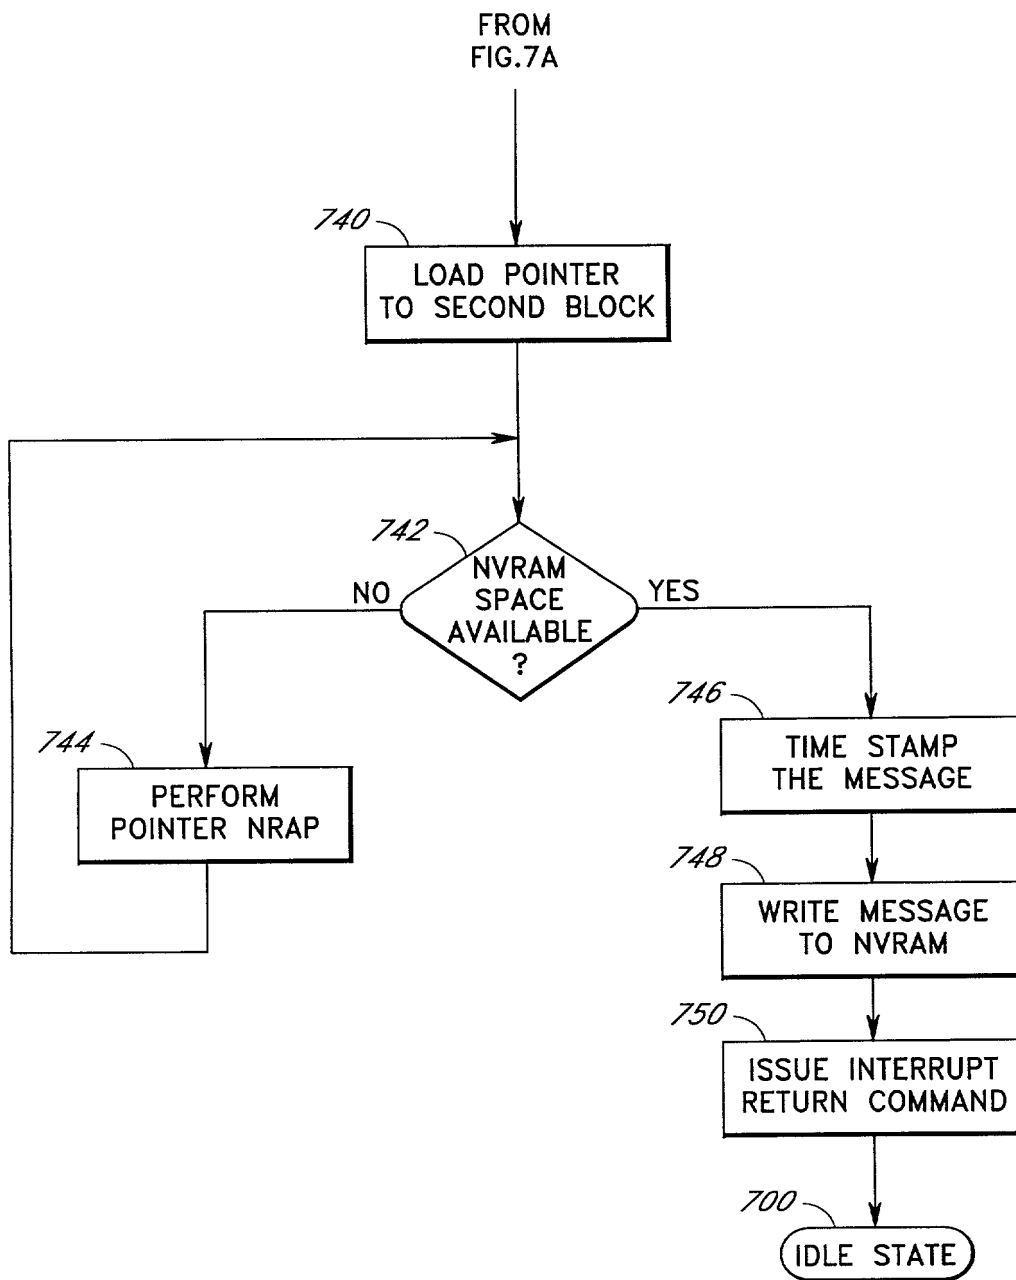 FROM
FIG.7A
740
LOAD POINTER
TO SECOND BLOCK
742
NVRAM
SPACE
AVAILABLE
?
NO
YES
744
PERFORM
POINTER NRAP
746
TIME STAMP
THE MESSAGE
748
WRITE MESSAGE
TO NVRAM
750
ISSUE INTERRUPT
RETURN COMMAND
700
IDLE STATE